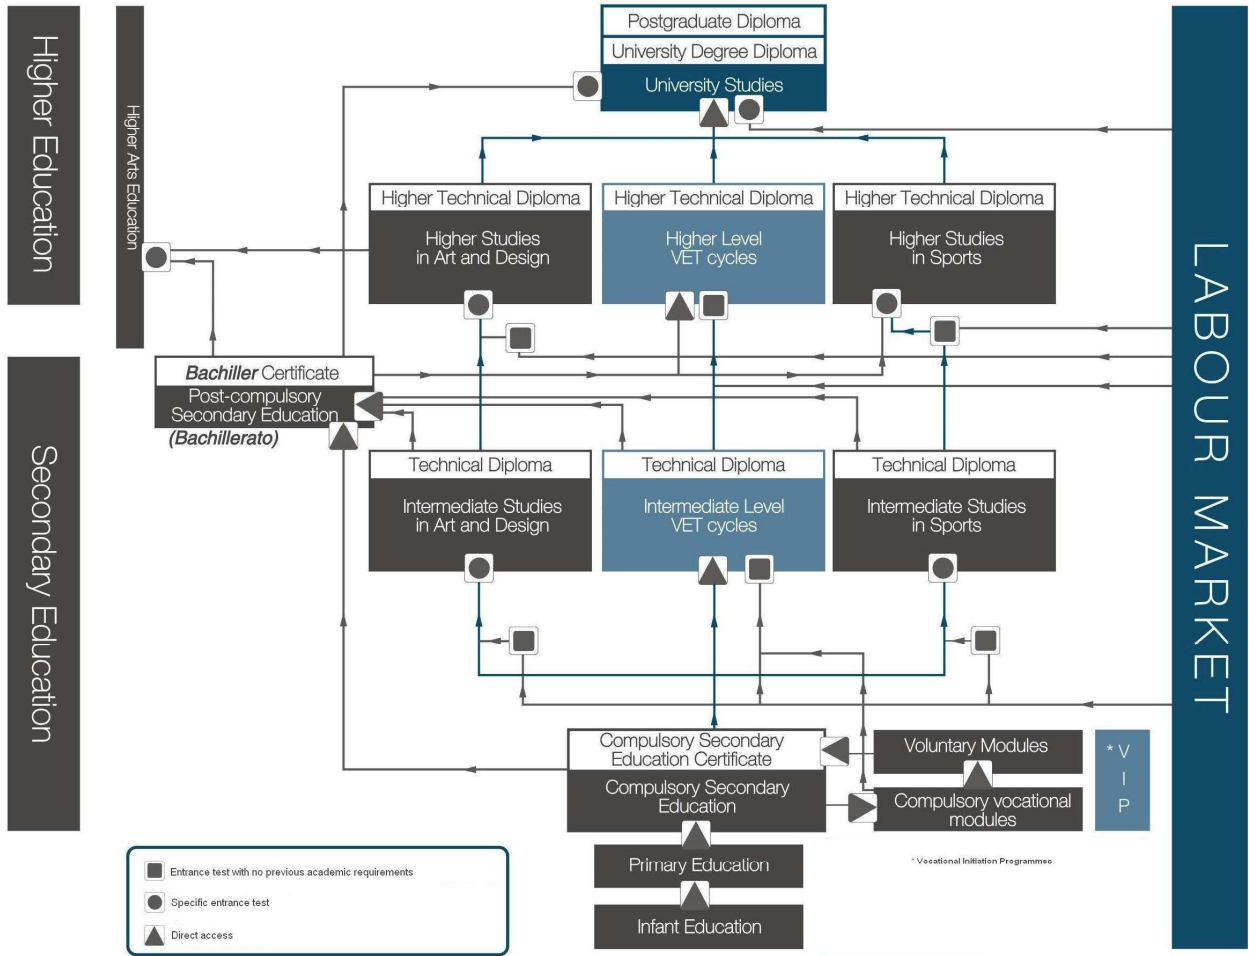 Higher Education
Higher Arts Education
Postgraduate Diploma
University Degree Diploma
University Studies
Higher Technical Diploma
Higher Studies
in Art and Design
Higher Technical Diploma
Higher Level
VET cycles
Higher Technical Diploma
Higher Studies
in Sports
LABOUR MARKET
Secondary Education
Bachiller Certificate
Post-compulsory
Secondary Education
(Bachillerato)
Technical Diploma
Intermediate Studies
in Art and Design
Technical Diploma
Intermediate Level
VET cycles
Technical Diploma
Intermediate Studies
in Sports
Compulsory Secondary
Education Certificate
Compulsory Secondary
Education
Voluntary Modules
Compulsory vocational
modules
* V
I
P
Primary Education
Infant Education
* Vocational Initiation Programmes
Entrance test with no previous academic requirements
Specific entrance test
Direct access